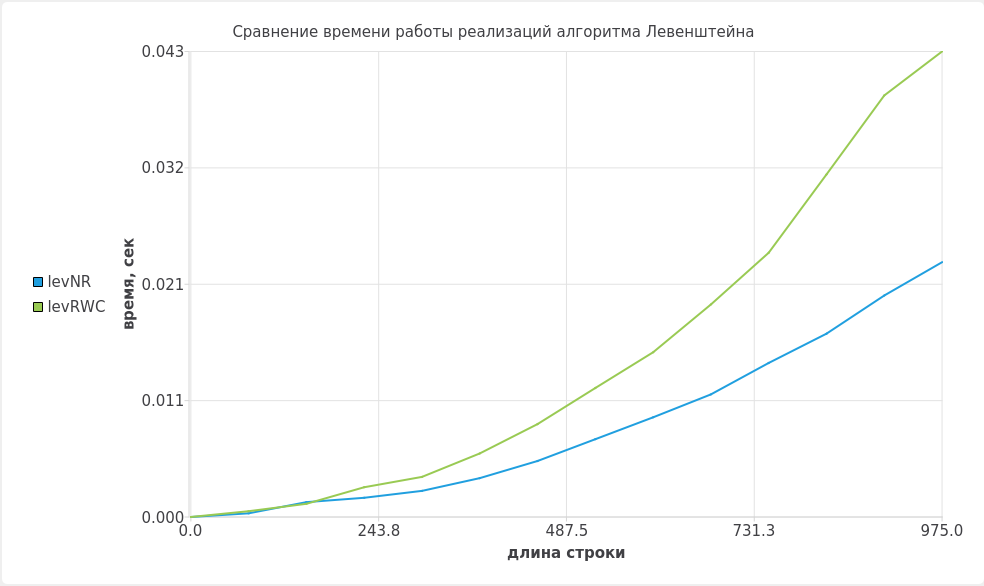 Сравнение времени работы реализаций алгоритма Левенштейна
0.043
0.032
0.021
0.011
0.000
время, сек
levNR
levRWC
0.0 243.8 487.5 731.3 975.0
длина строки